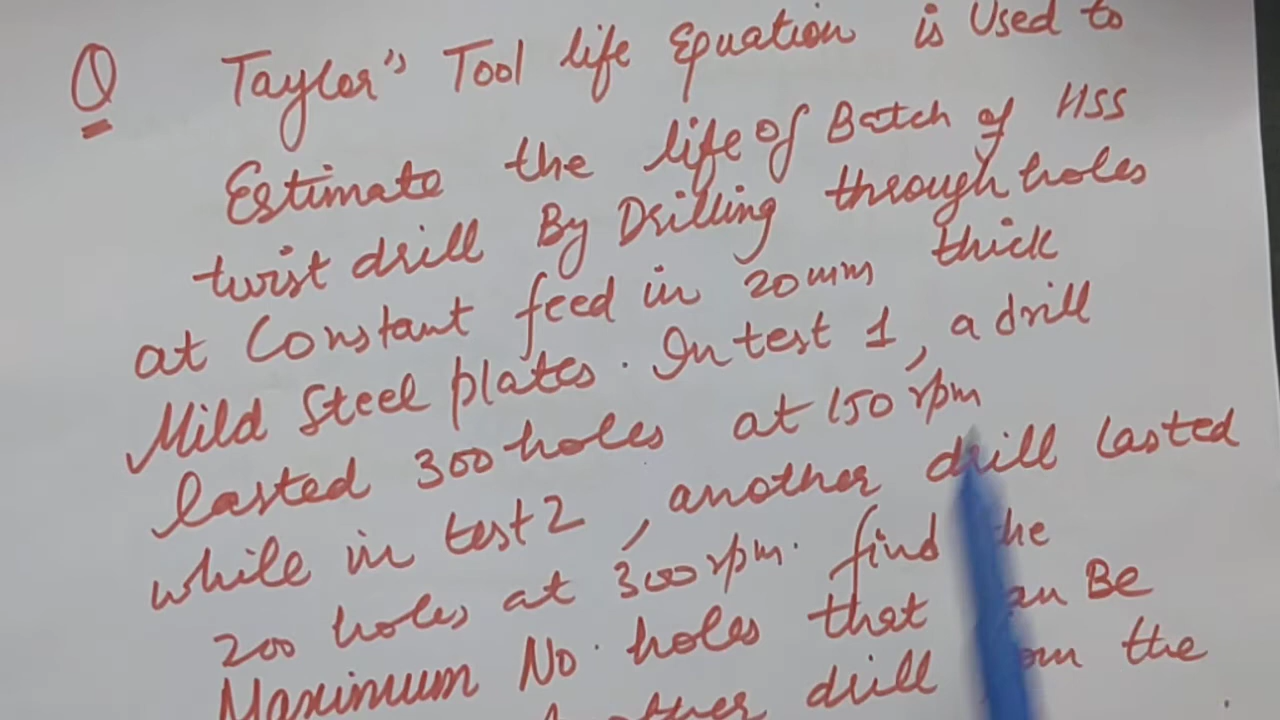 Q Taylor's Tool life Equation is Used to
Estimate the life of Batch of HSS
twist drill By Drilling through holes
at Constant feed in 20mm thick
Mild Steel plates. In test 1, a drill
lasted 300 holes at 150 rpm
while in test 2, another drill lasted
200 holes at 300 rpm. find the
Maximum No. holes that can Be
drill the